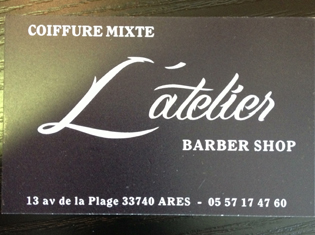 COIFFURE MIXTE
L'atelier
BARBER SHOP
13 av de la Plage 33740 ARES - 05 57 17 47 60